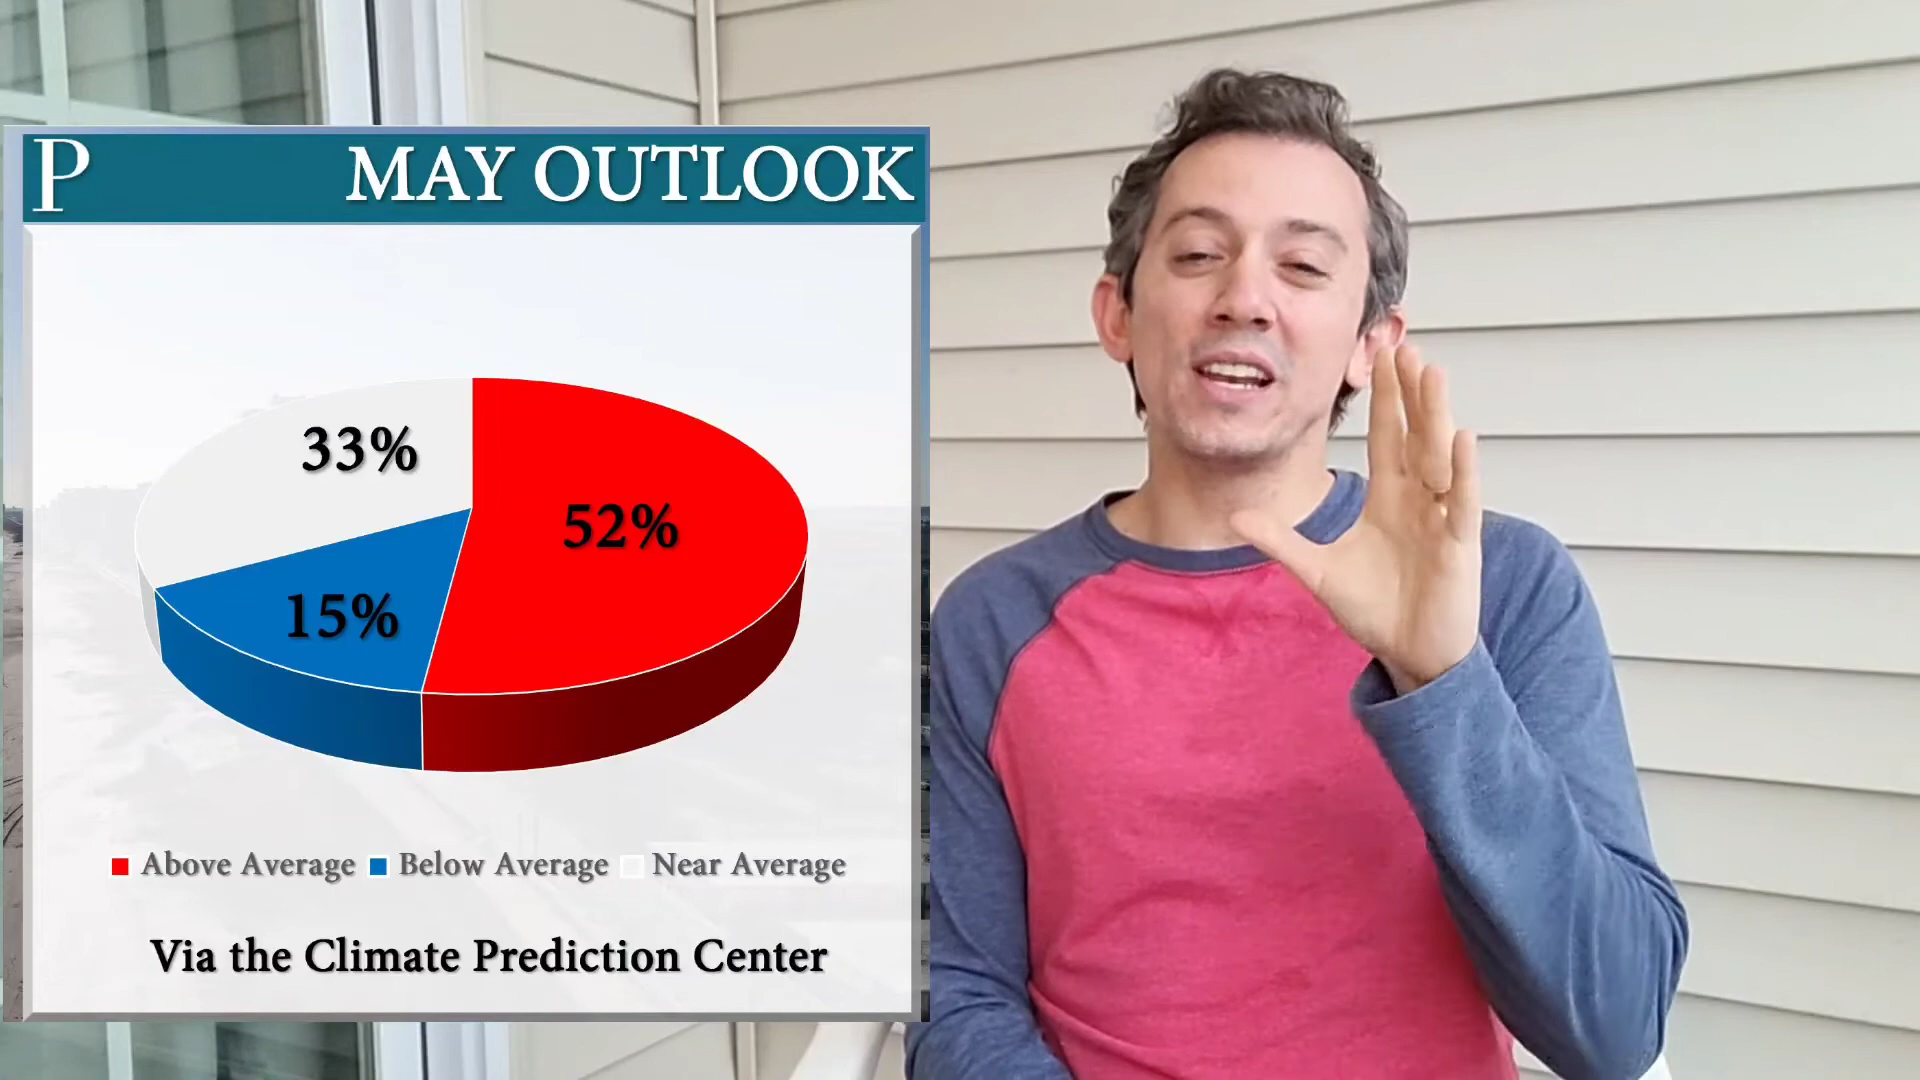 P MAY OUTLOOK
33%
52%
15%
Above Average Below Average Near Average
Via the Climate Prediction Center